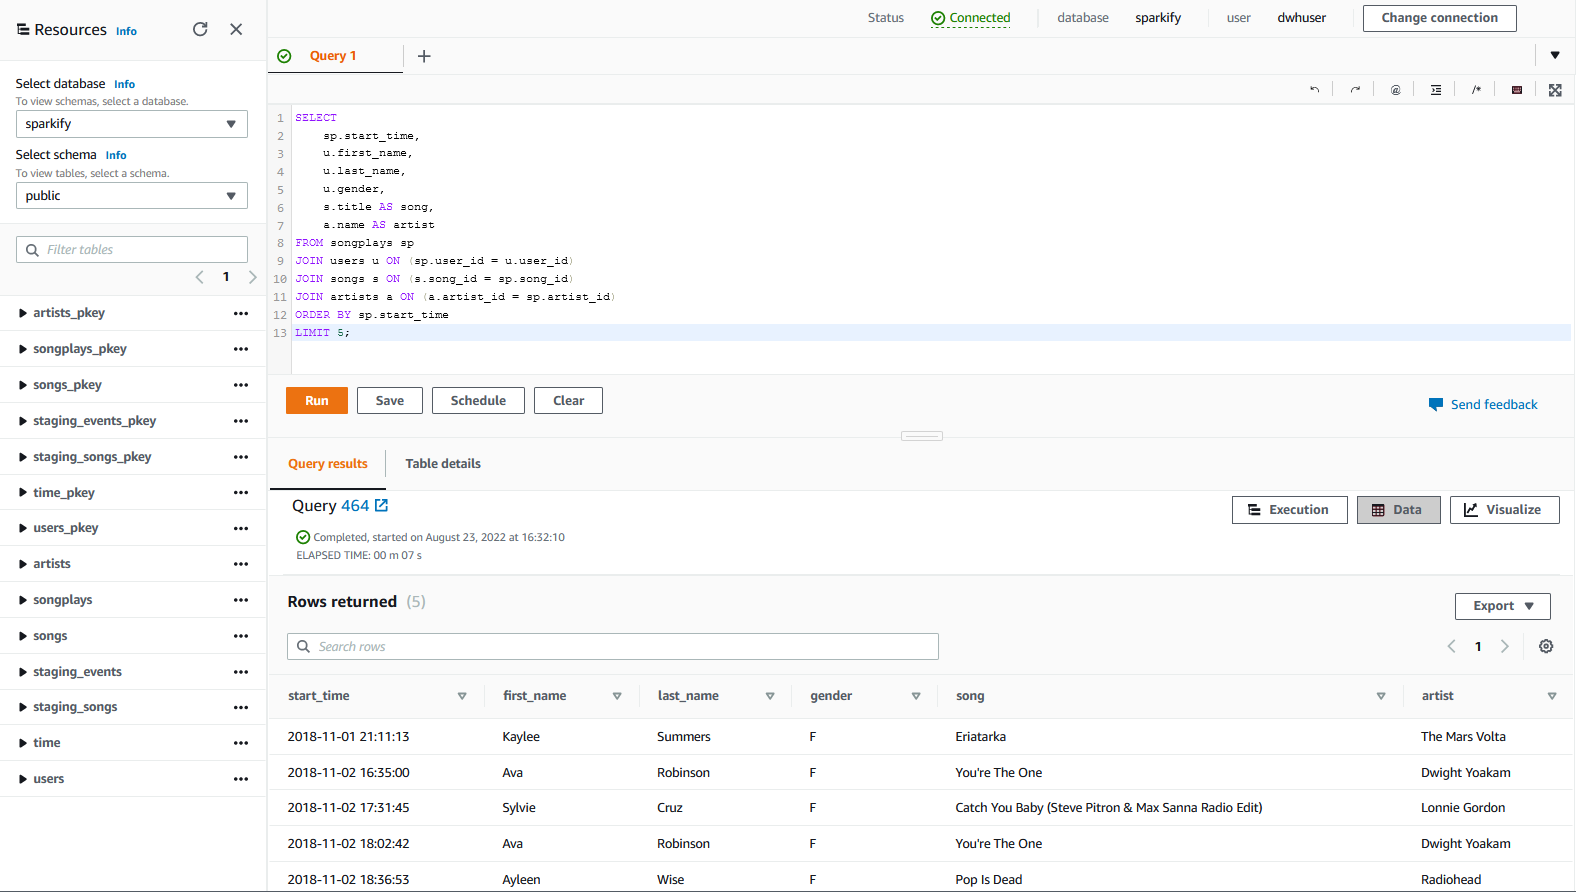 Resources Info
Select database Info
To view schemas, select a database.
sparkify
Select schema Info
To view tables, select a schema.
public
Filter tables
1
artists_pkey
songplays_pkey
songs_pkey
staging_events_pkey
staging_songs_pkey
time_pkey
users_pkey
artists
songplays
songs
staging_events
staging_songs
time
users
Status Connected database sparkify user dwhuser Change connection
Query 1
@ /*
1 SELECT
2 sp.start_time,
3 u.first_name,
4 u.last_name,
5 u.gender,
6 s.title AS song,
7 a.name AS artist
8 FROM songplays sp
9 JOIN users u ON (sp.user_id = u.user_id)
10 JOIN songs s ON (s.song_id = sp.song_id)
11 JOIN artists a ON (a.artist_id = sp.artist_id)
12 ORDER BY sp.start_time
13 LIMIT 5;
Run Save Schedule Clear
Send feedback
Query results Table details
Query 464
Execution Data Visualize
Completed, started on August 23, 2022 at 16:32:10
ELAPSED TIME: 00 m 07 s
Rows returned (5)
Export
Search rows
1
start_time first_name last_name gender song artist
2018-11-01 21:11:13 Kaylee Summers F Eriatarka The Mars Volta
2018-11-02 16:35:00 Ava Robinson F You're The One Dwight Yoakam
2018-11-02 17:31:45 Sylvie Cruz F Catch You Baby (Steve Pitron & Max Sanna Radio Edit) Lonnie Gordon
2018-11-02 18:02:42 Ava Robinson F You're The One Dwight Yoakam
2018-11-02 18:36:53 Ayleen Wise F Pop Is Dead Radiohead